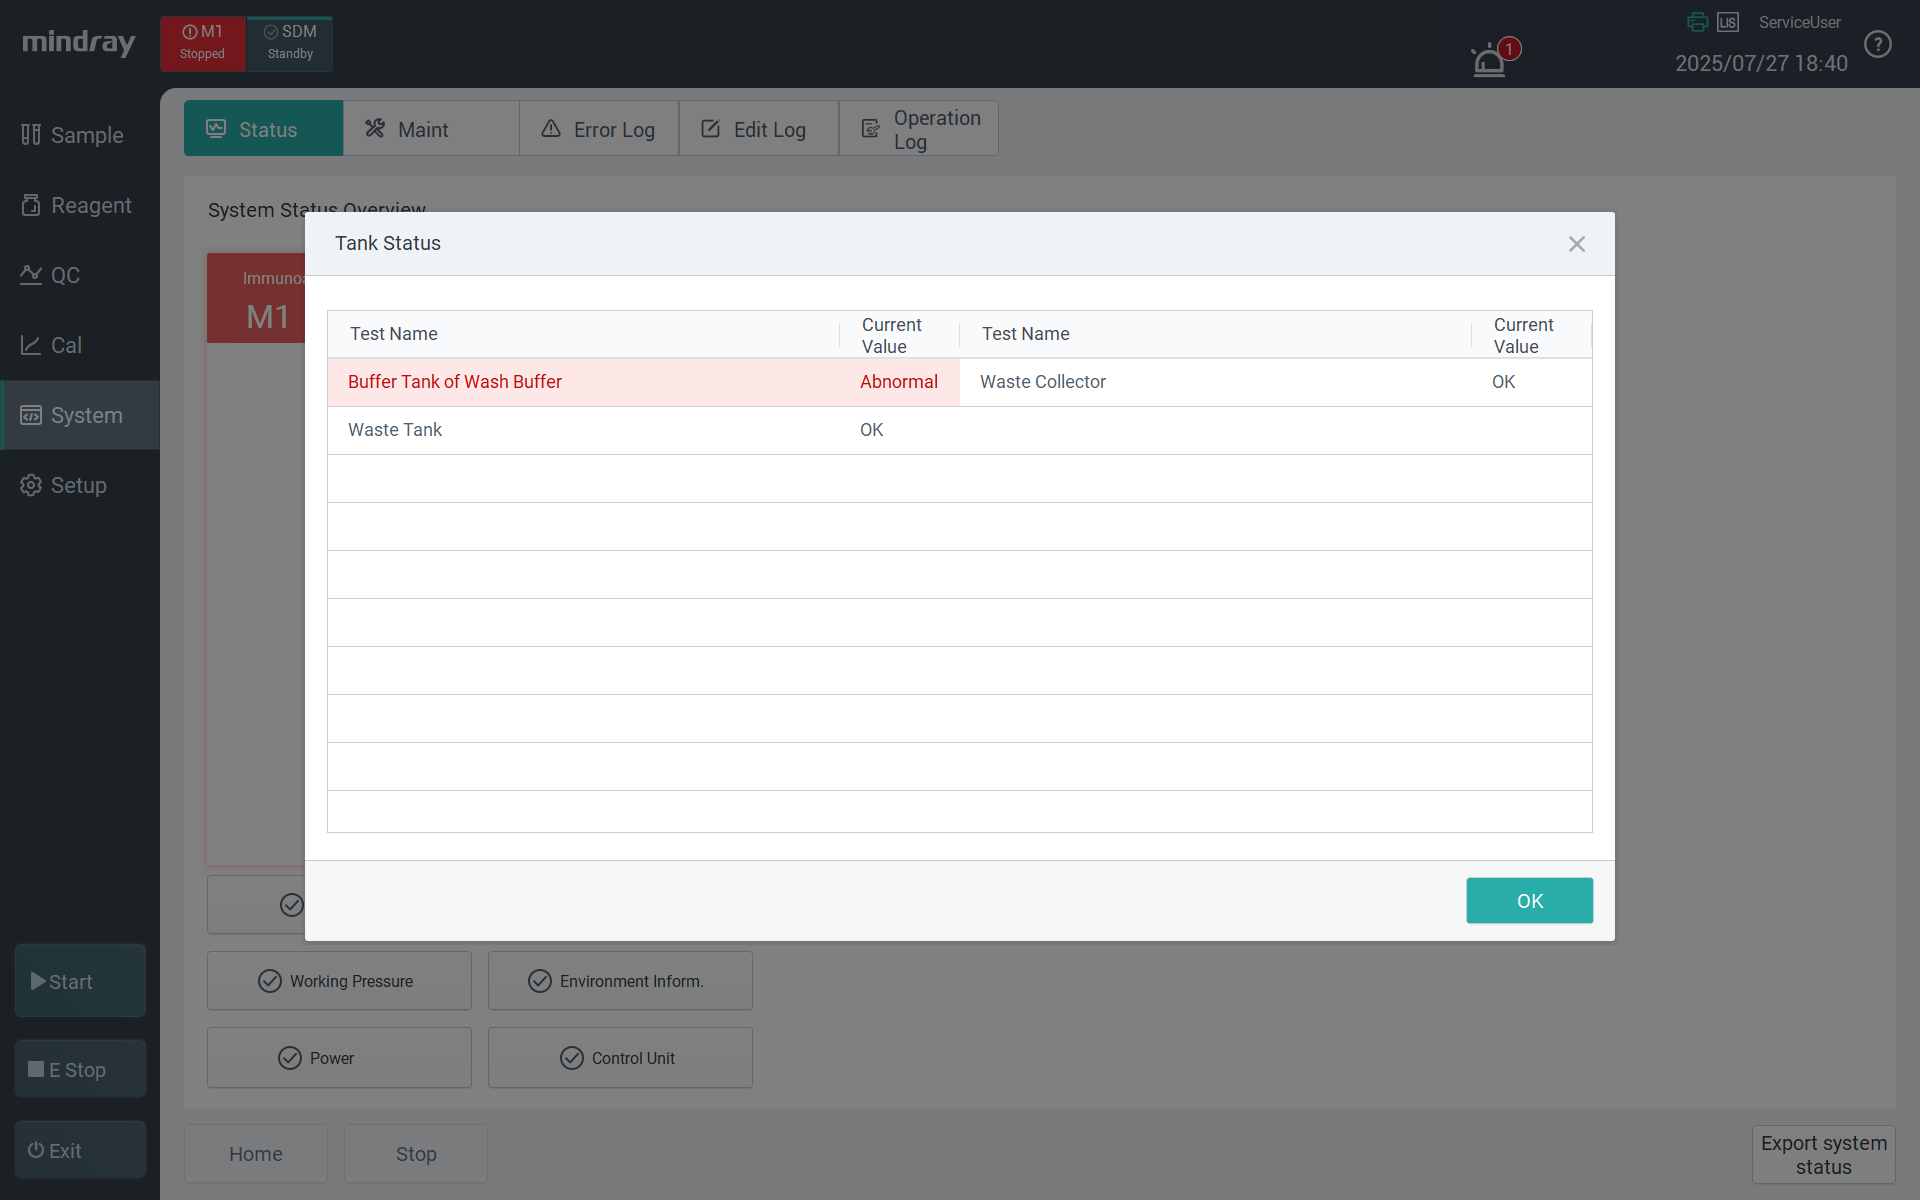 mindray
M1
Stopped
SDM
Standby
1
LIS
ServiceUser
2025/07/27 18:40
?
Sample
Reagent
QC
Cal
System
Setup
Start
E Stop
Exit
Status
Maint
Error Log
Edit Log
Operation
Log
System Status Overview
M1
Tank Status
Test Name
Current
Value
Test Name
Current
Value
Buffer Tank of Wash Buffer
Abnormal
Waste Collector
OK
Waste Tank
OK
OK
Working Pressure
Environment Inform.
Power
Control Unit
Home
Stop
Export system
status